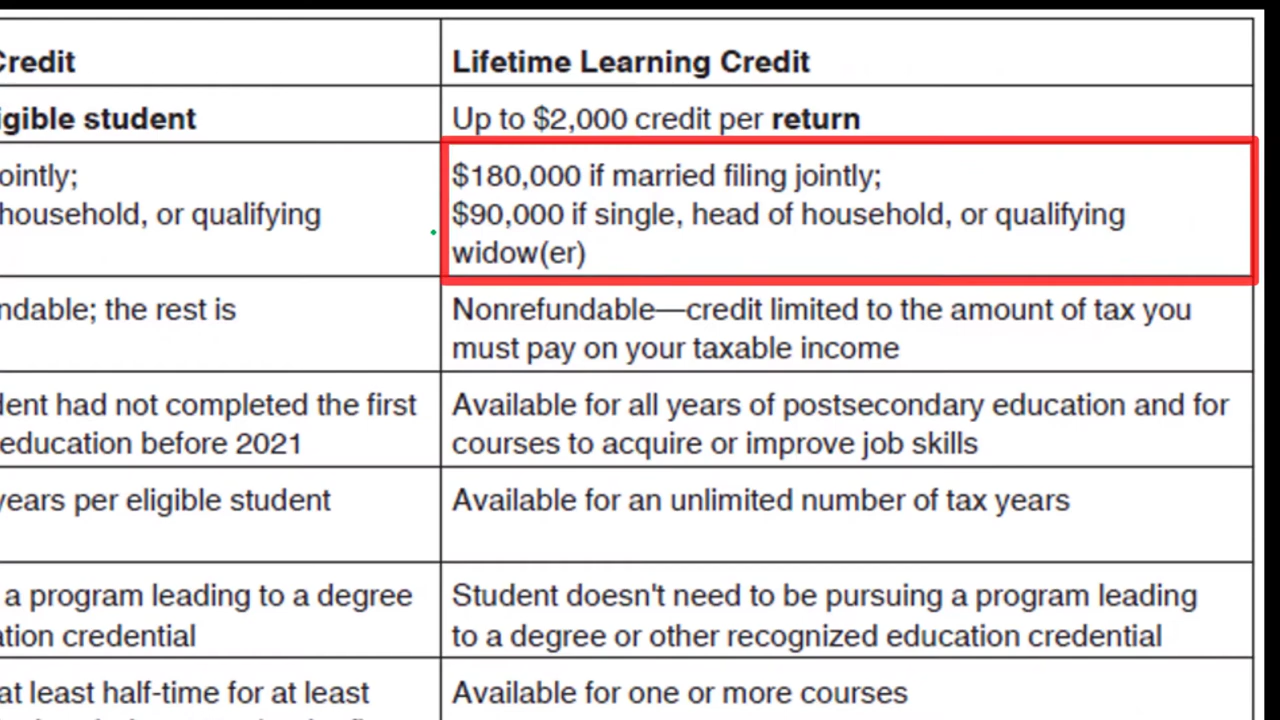 Credit
Lifetime Learning Credit
eligible student
Up to $2,000 credit per return
jointly;
household, or qualifying
$180,000 if married filing jointly;
$90,000 if single, head of household, or qualifying
widow(er)
the rest is
Nonrefundable—credit limited to the amount of tax you
must pay on your taxable income
had not completed the first
education before 2021
Available for all years of postsecondary education and for
courses to acquire or improve job skills
years per eligible student
Available for an unlimited number of tax years
a program leading to a degree
credential
Student doesn't need to be pursuing a program leading
to a degree or other recognized education credential
at least half-time for at least
Available for one or more courses